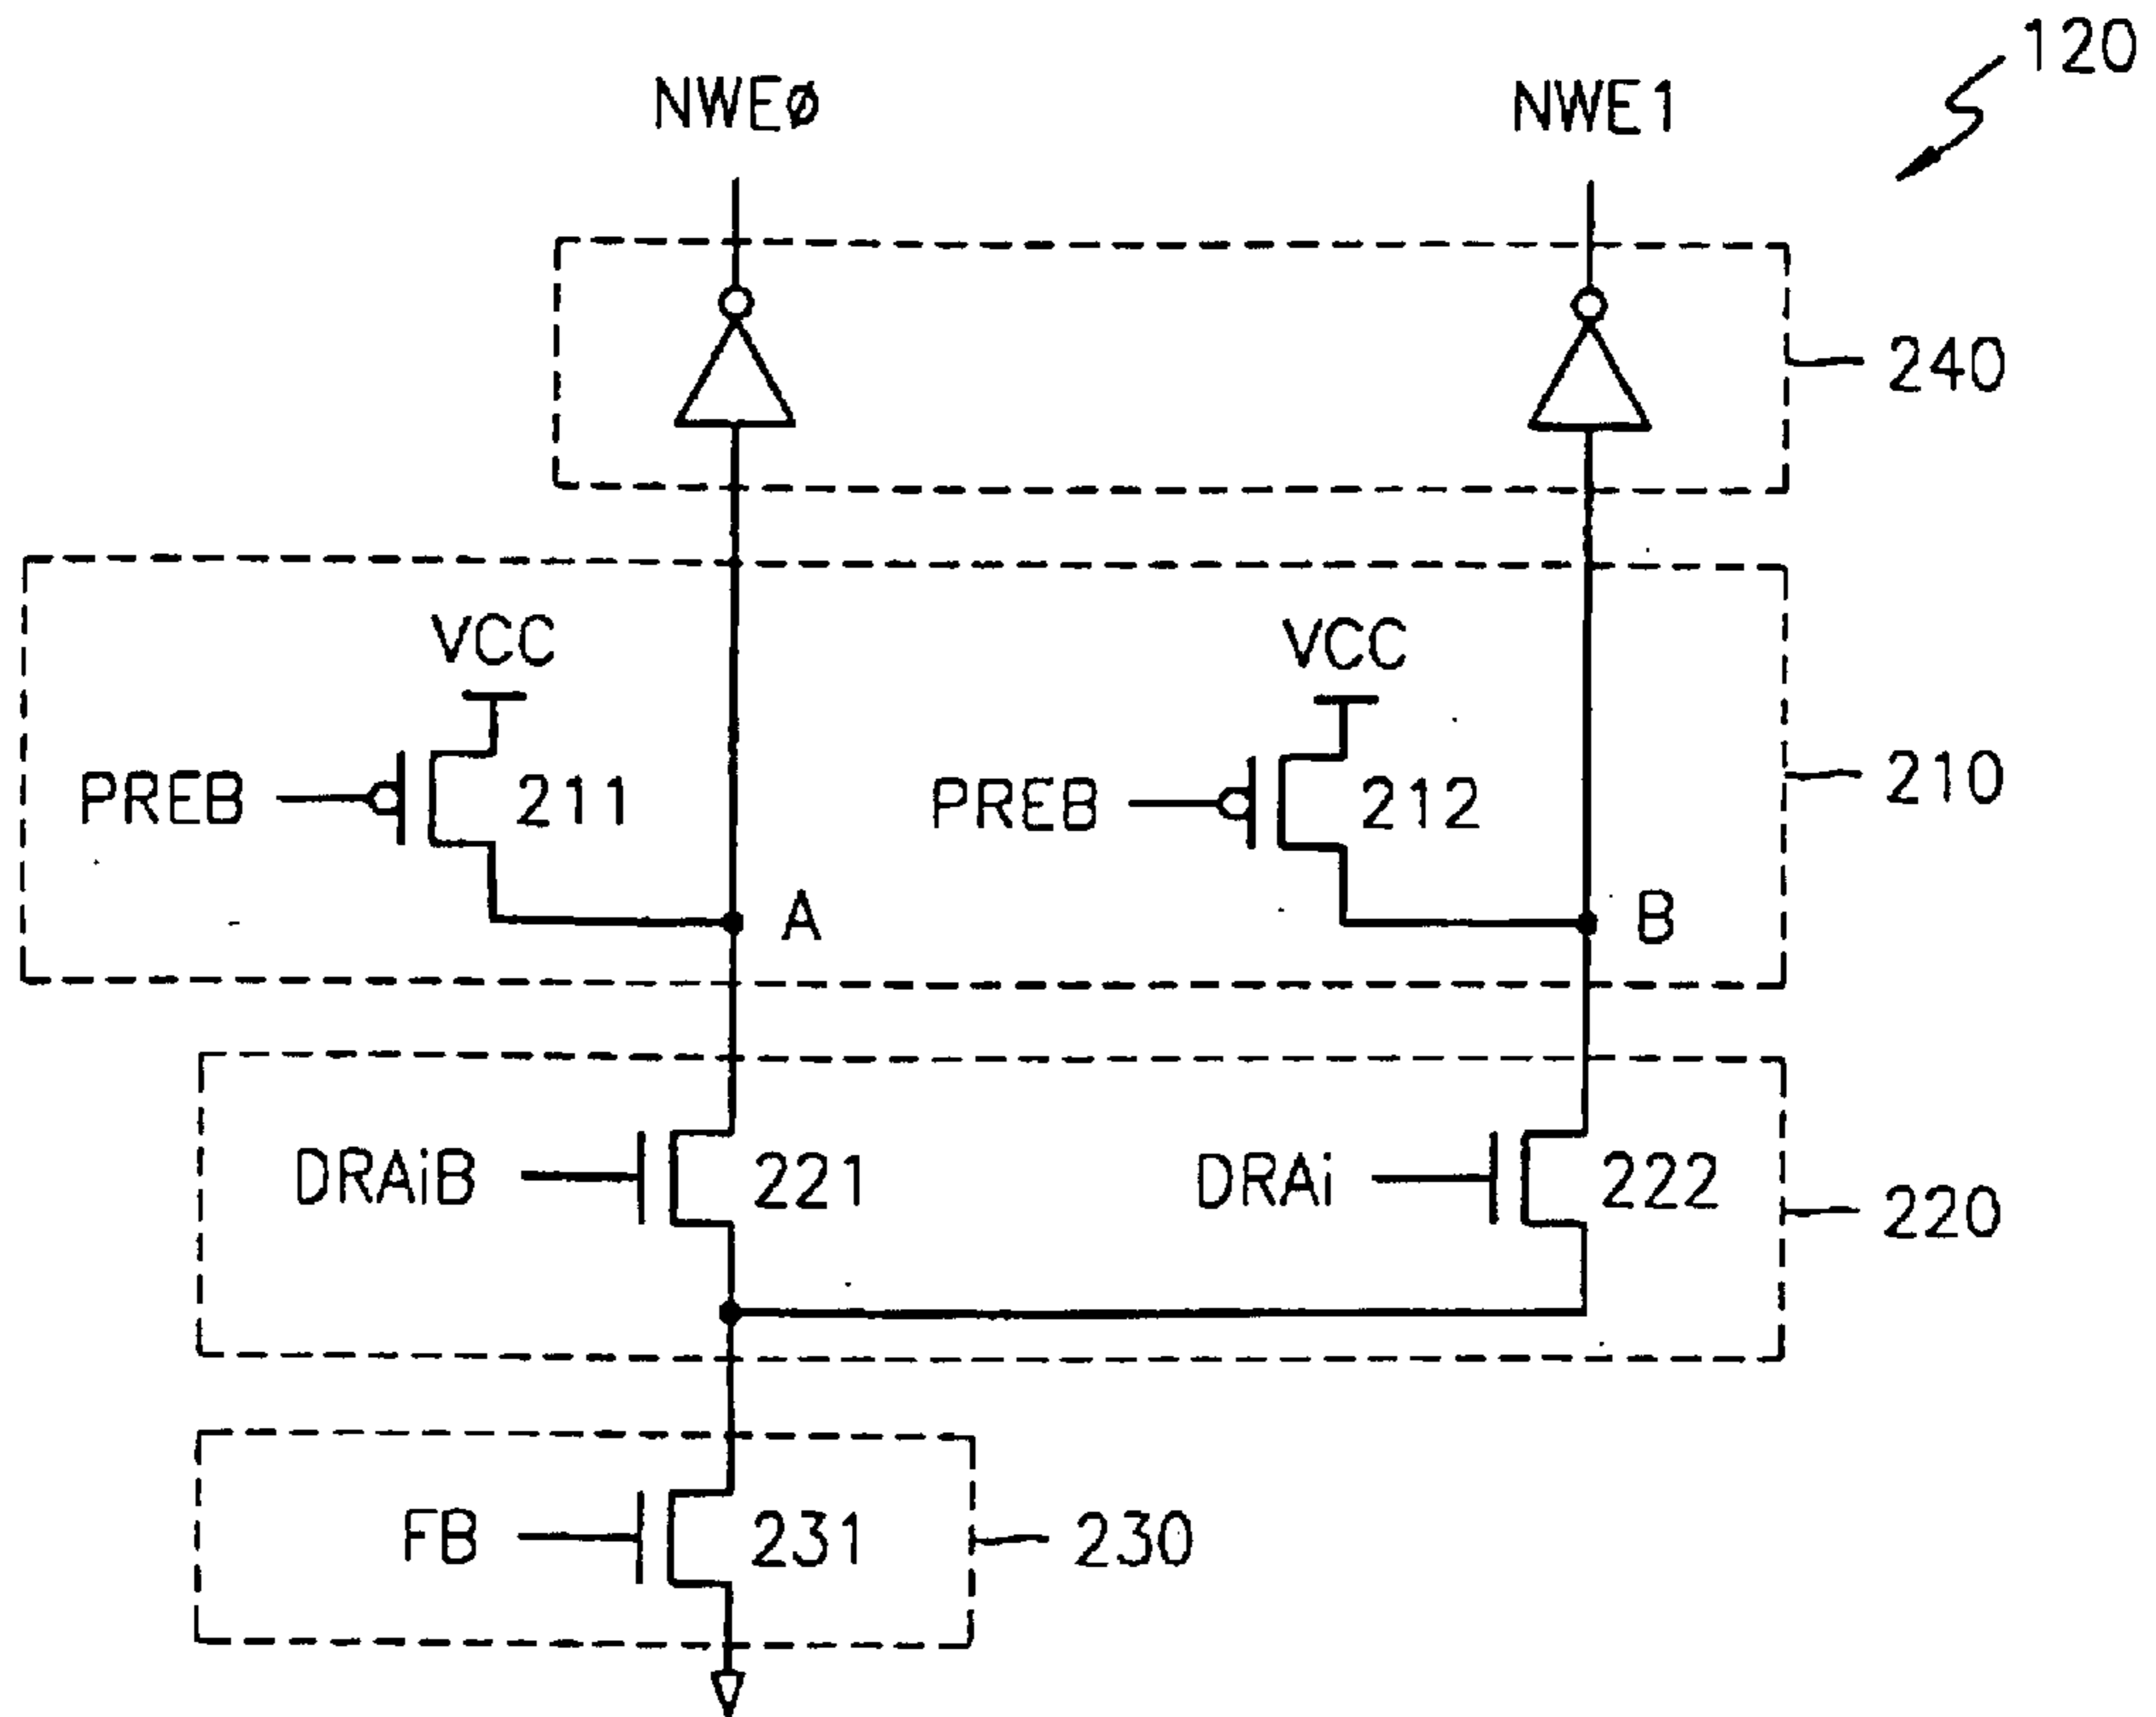 120
NWEø
NWE1
240
VCC
VCC
PREB
211
PREB
212
210
A
B
DRAiB
221
DRAi
222
220
FB
231
230